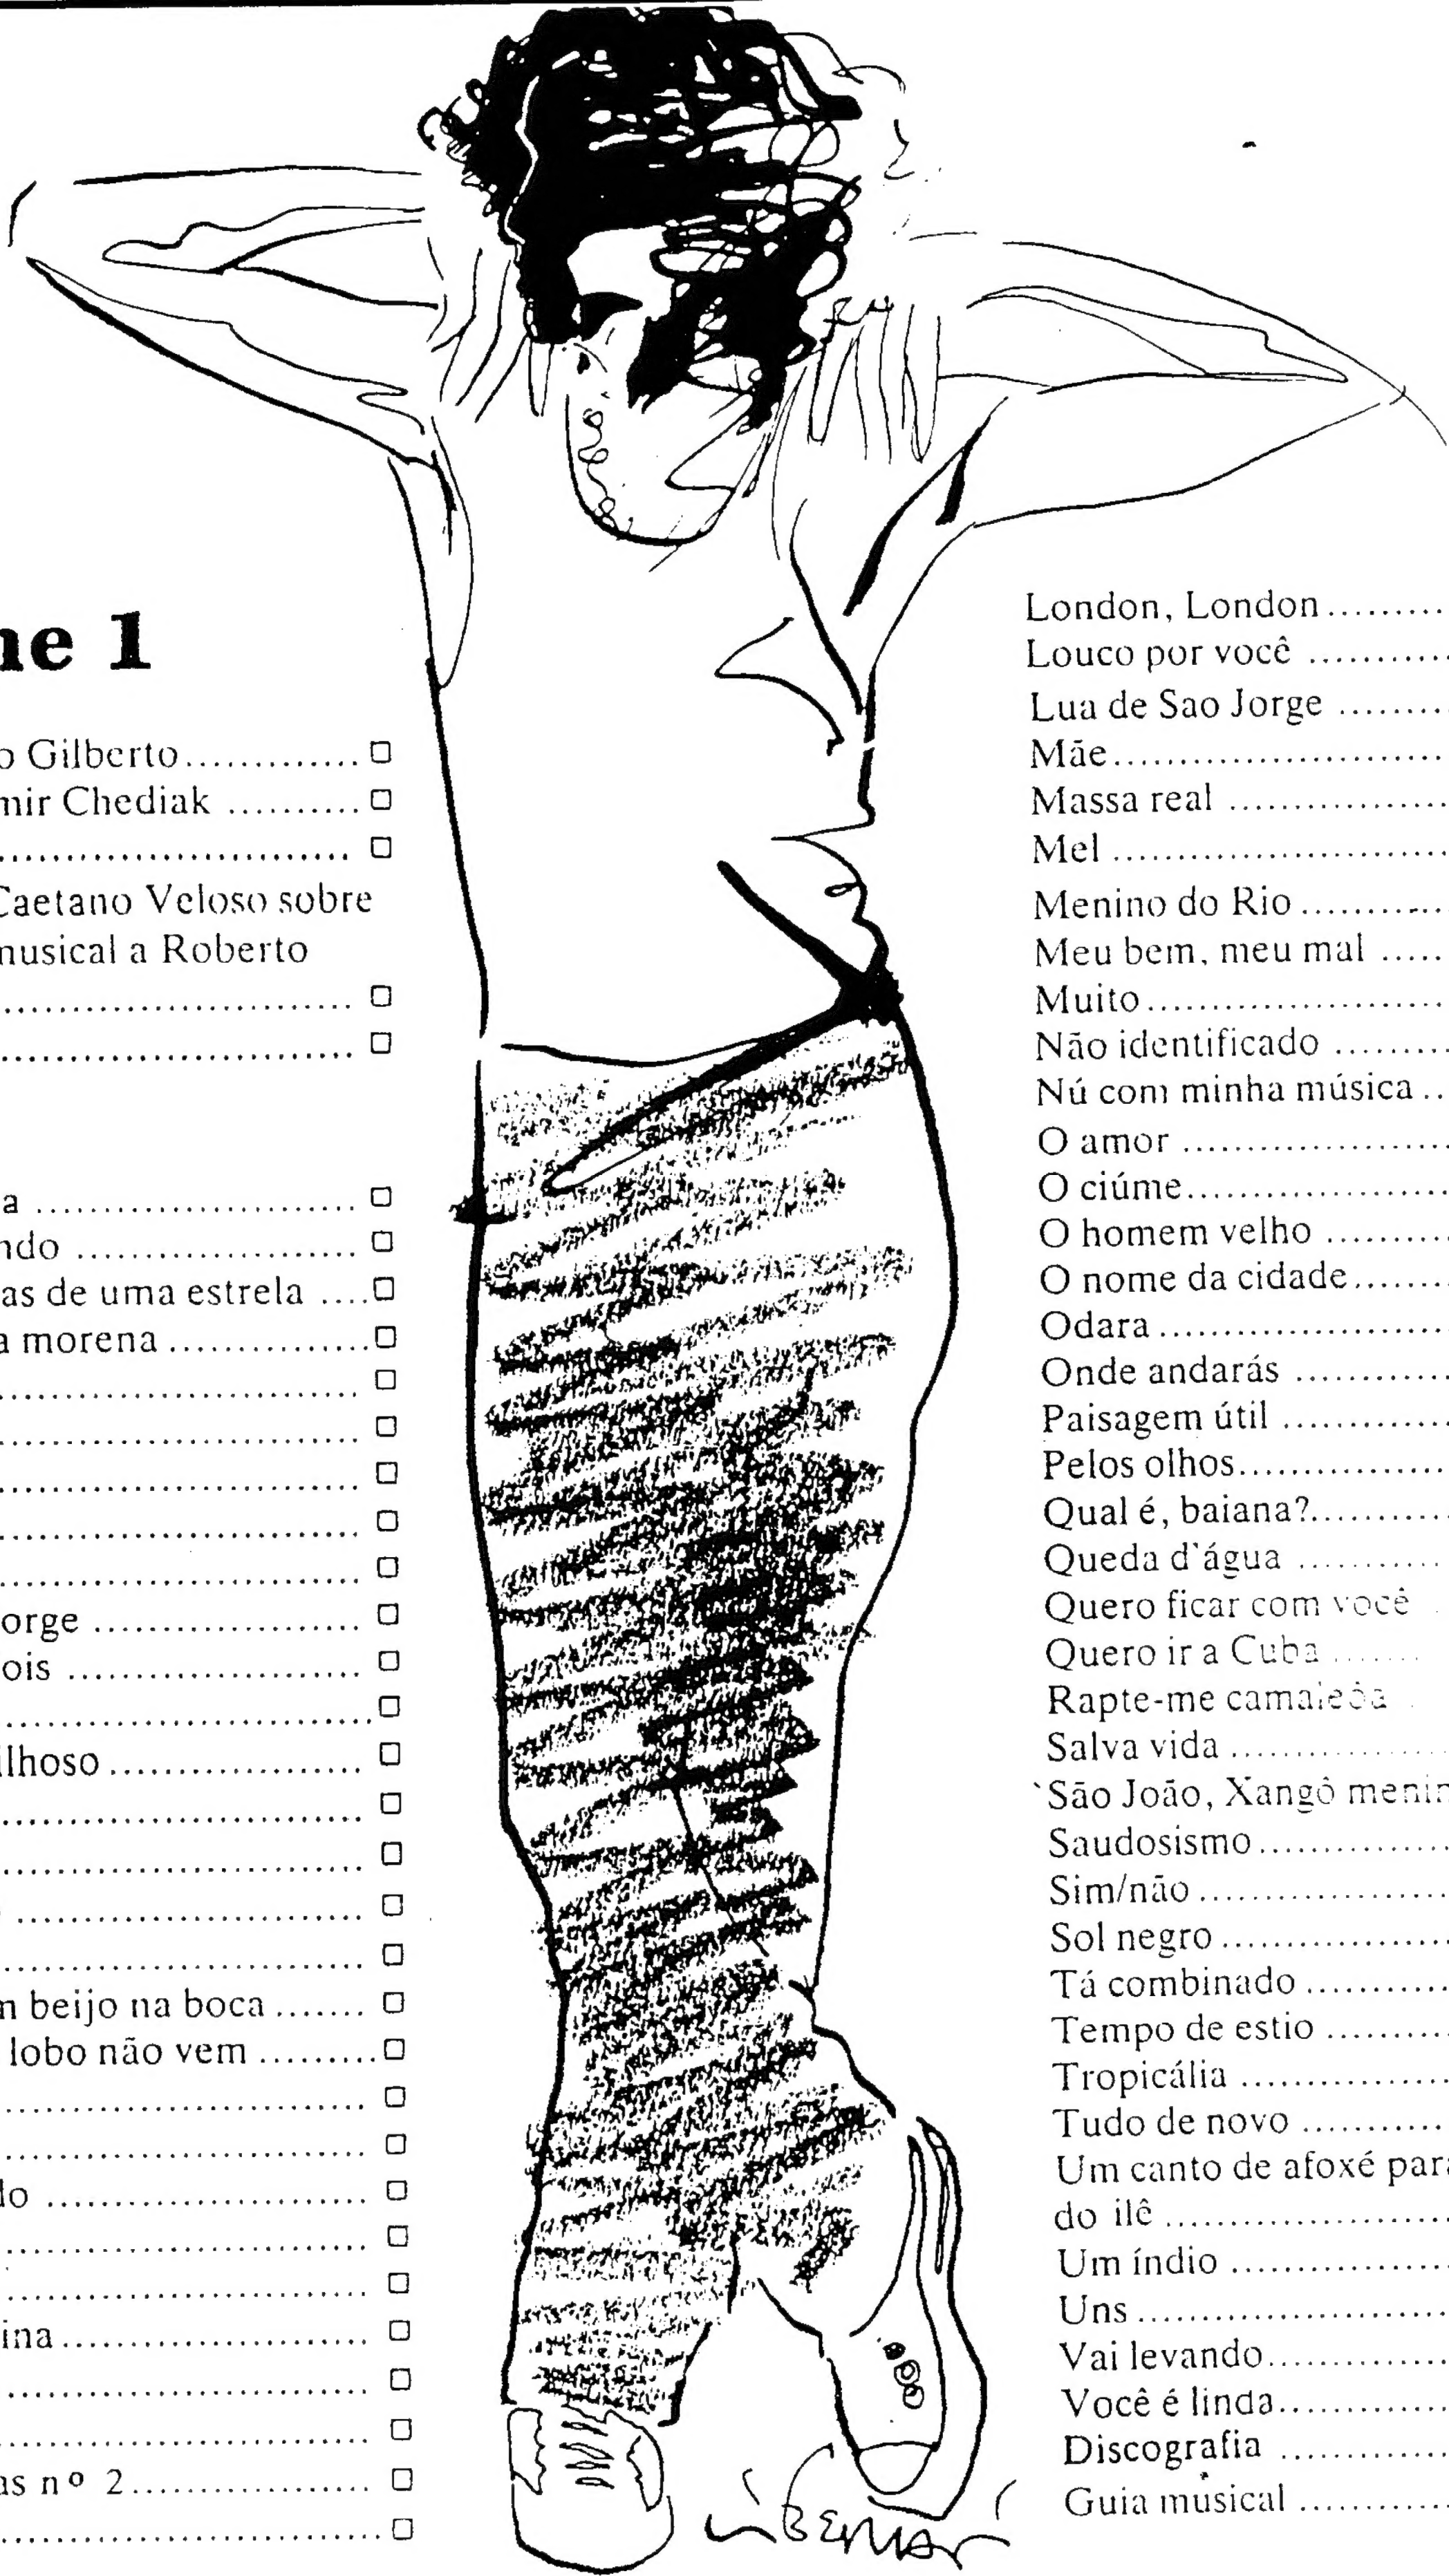 ne 1
o Gilberto.............. □
mir Chediak .......... □
............................ □
Caetano Veloso sobre
musical a Roberto
............................ □
............................ □
a ......................... □
ndo ...................... □
as de uma estrela ....□
a morena ................□
............................ □
............................ □
............................ □
............................ □
............................ □
orge ..................... □
ois ....................... □
.............................□
ilhoso .................... □
............................ □
............................ □
........................... □
............................ □
m beijo na boca ....... □
lobo não vem .........□
............................ □
............................ □
do ......................... □
............................ □
............................ □
ina ........................ □
............................ □
............................ □
as nº 2................... □
.............................. □
London, London .........
Louco por você ...........
Lua de Sao Jorge .........
Mãe..........................
Massa real .................
Mel ..........................
Menino do Rio ............
Meu bem, meu mal .....
Muito .......................
Não identificado .........
Nú com minha música ..
O amor .....................
O ciúme.....................
O homem velho ..........
O nome da cidade........
Odara .......................
Onde andarás ............
Paisagem útil .............
Pelos olhos.................
Qual é, baiana?...........
Queda d'água ...........
Quero ficar com você
Quero ir a Cuba .......
Rapte-me camaleôa
Salva vida .................
São João, Xangô menin
Saudosismo ...............
Sim/não ....................
Sol negro ..................
Tá combinado ...........
Tempo de estio ..........
Tropicália .................
Tudo de novo ............
Um canto de afoxé para
do ilê .......................
Um índio ..................
Uns .........................
Vai levando...............
Você é linda..............
Discografia ..............
Guia musical ............